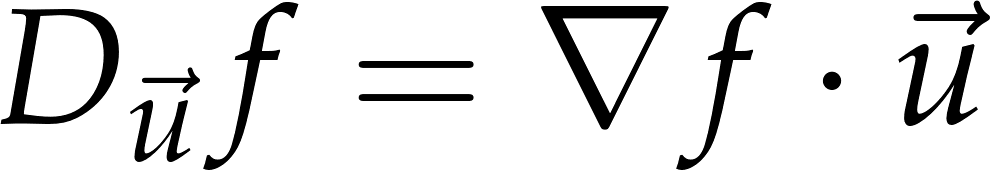 $D_{\vec{u}} f = \nabla f \cdot \vec{u}$